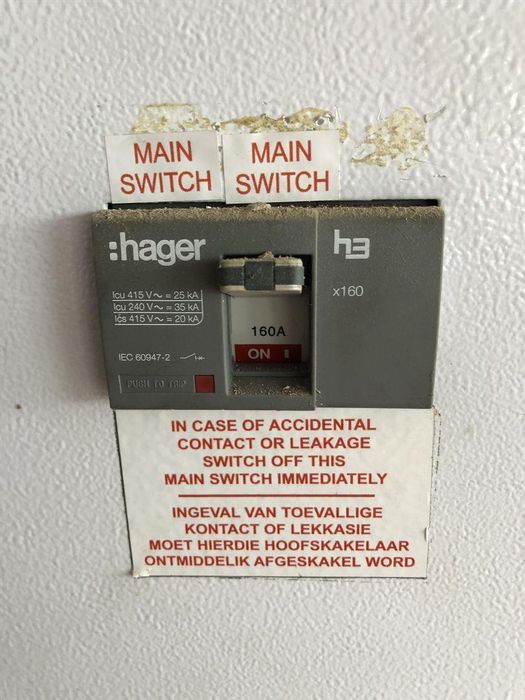 MAIN SWITCH
MAIN SWITCH
:hager
h3
x160
Icu 415 V~ = 25 kA
Icu 240 V~ = 35 kA
Ics 415 V~ = 20 kA
160A
ON I
IEC 60947-2
PUSH TO TRIP
IN CASE OF ACCIDENTAL
CONTACT OR LEAKAGE
SWITCH OFF THIS
MAIN SWITCH IMMEDIATELY
INGEVAL VAN TOEVALLIGE
KONTAK OF LEKKASIE
MOET HIERDIE HOOFSKAKELAAR
ONTMIDDELIK AFGESKAKEL WORD